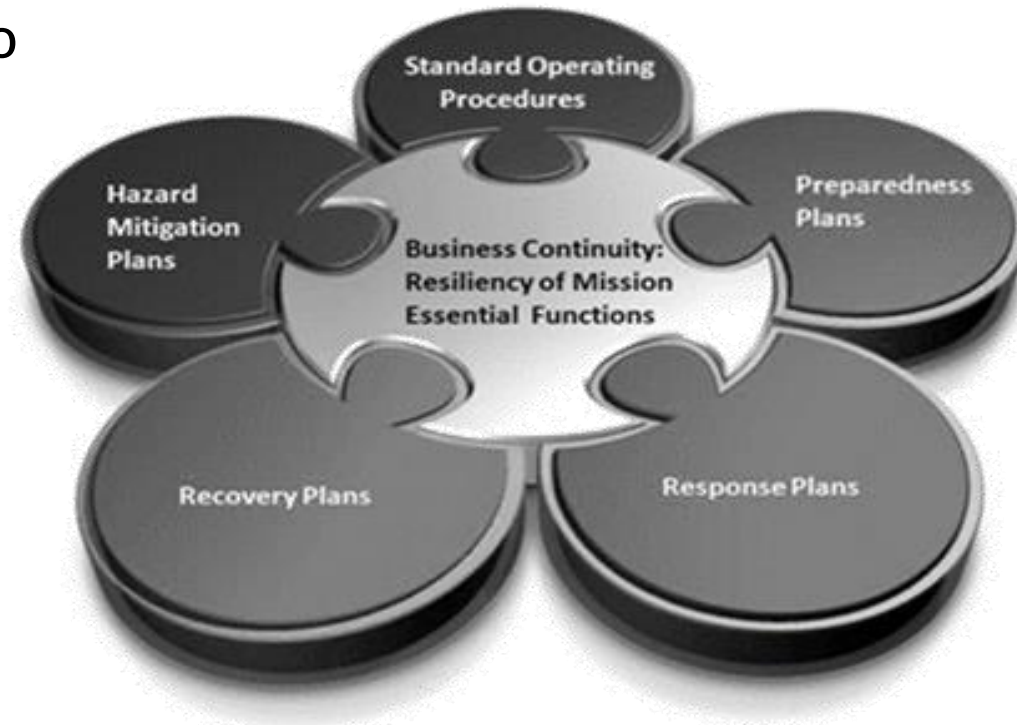 Standard Operating
Procedures
Hazard
Mitigation
Plans
Preparedness
Plans
Business Continuity:
Resiliency of Mission
Essential Functions
Recovery Plans
Response Plans